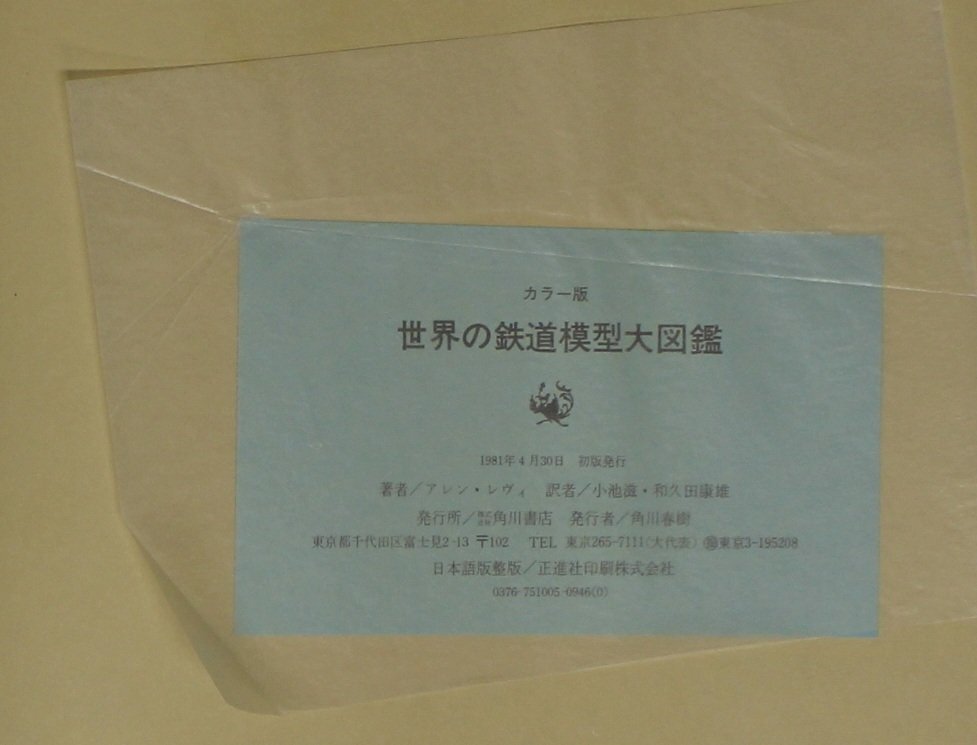 カラー版
世界の鉄道模型大図鑑
1981年4月30日 初版発行
著者/アレン・レヴィ 訳者/小池滋・和久田康雄
発行所/株式会社角川書店 発行者/角川春樹
東京都千代田区富士見2-13 〒102 TEL 東京265-7111(大代表) 東京3-195208
日本語版整版/正進社印刷株式会社
0376-751005-0946(0)